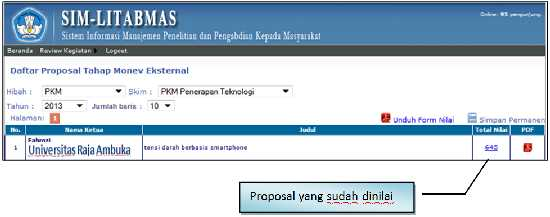 SIM-LITABMAS
Online: 85 pengunjung.
Sistem Informasi Manajemen Penelitian dan Pengabdian Kepada Masyarakat
Beranda Review Kegiatan Logout
Daftar Proposal Tahap Monev Eksternal
Hibah : PKM Skim : PKM Penerapan Teknologi
Tahun : 2013 Jumlah baris : 10
Halaman: 1 Unduh Form Nilai Simpan Permanen
No. Nama Ketua Judul Total Nilai PDF
Rahmat
1 Universitas Raja Ambuka tensi darah berbasis smartphone 645
Proposal yang sudah dinilai